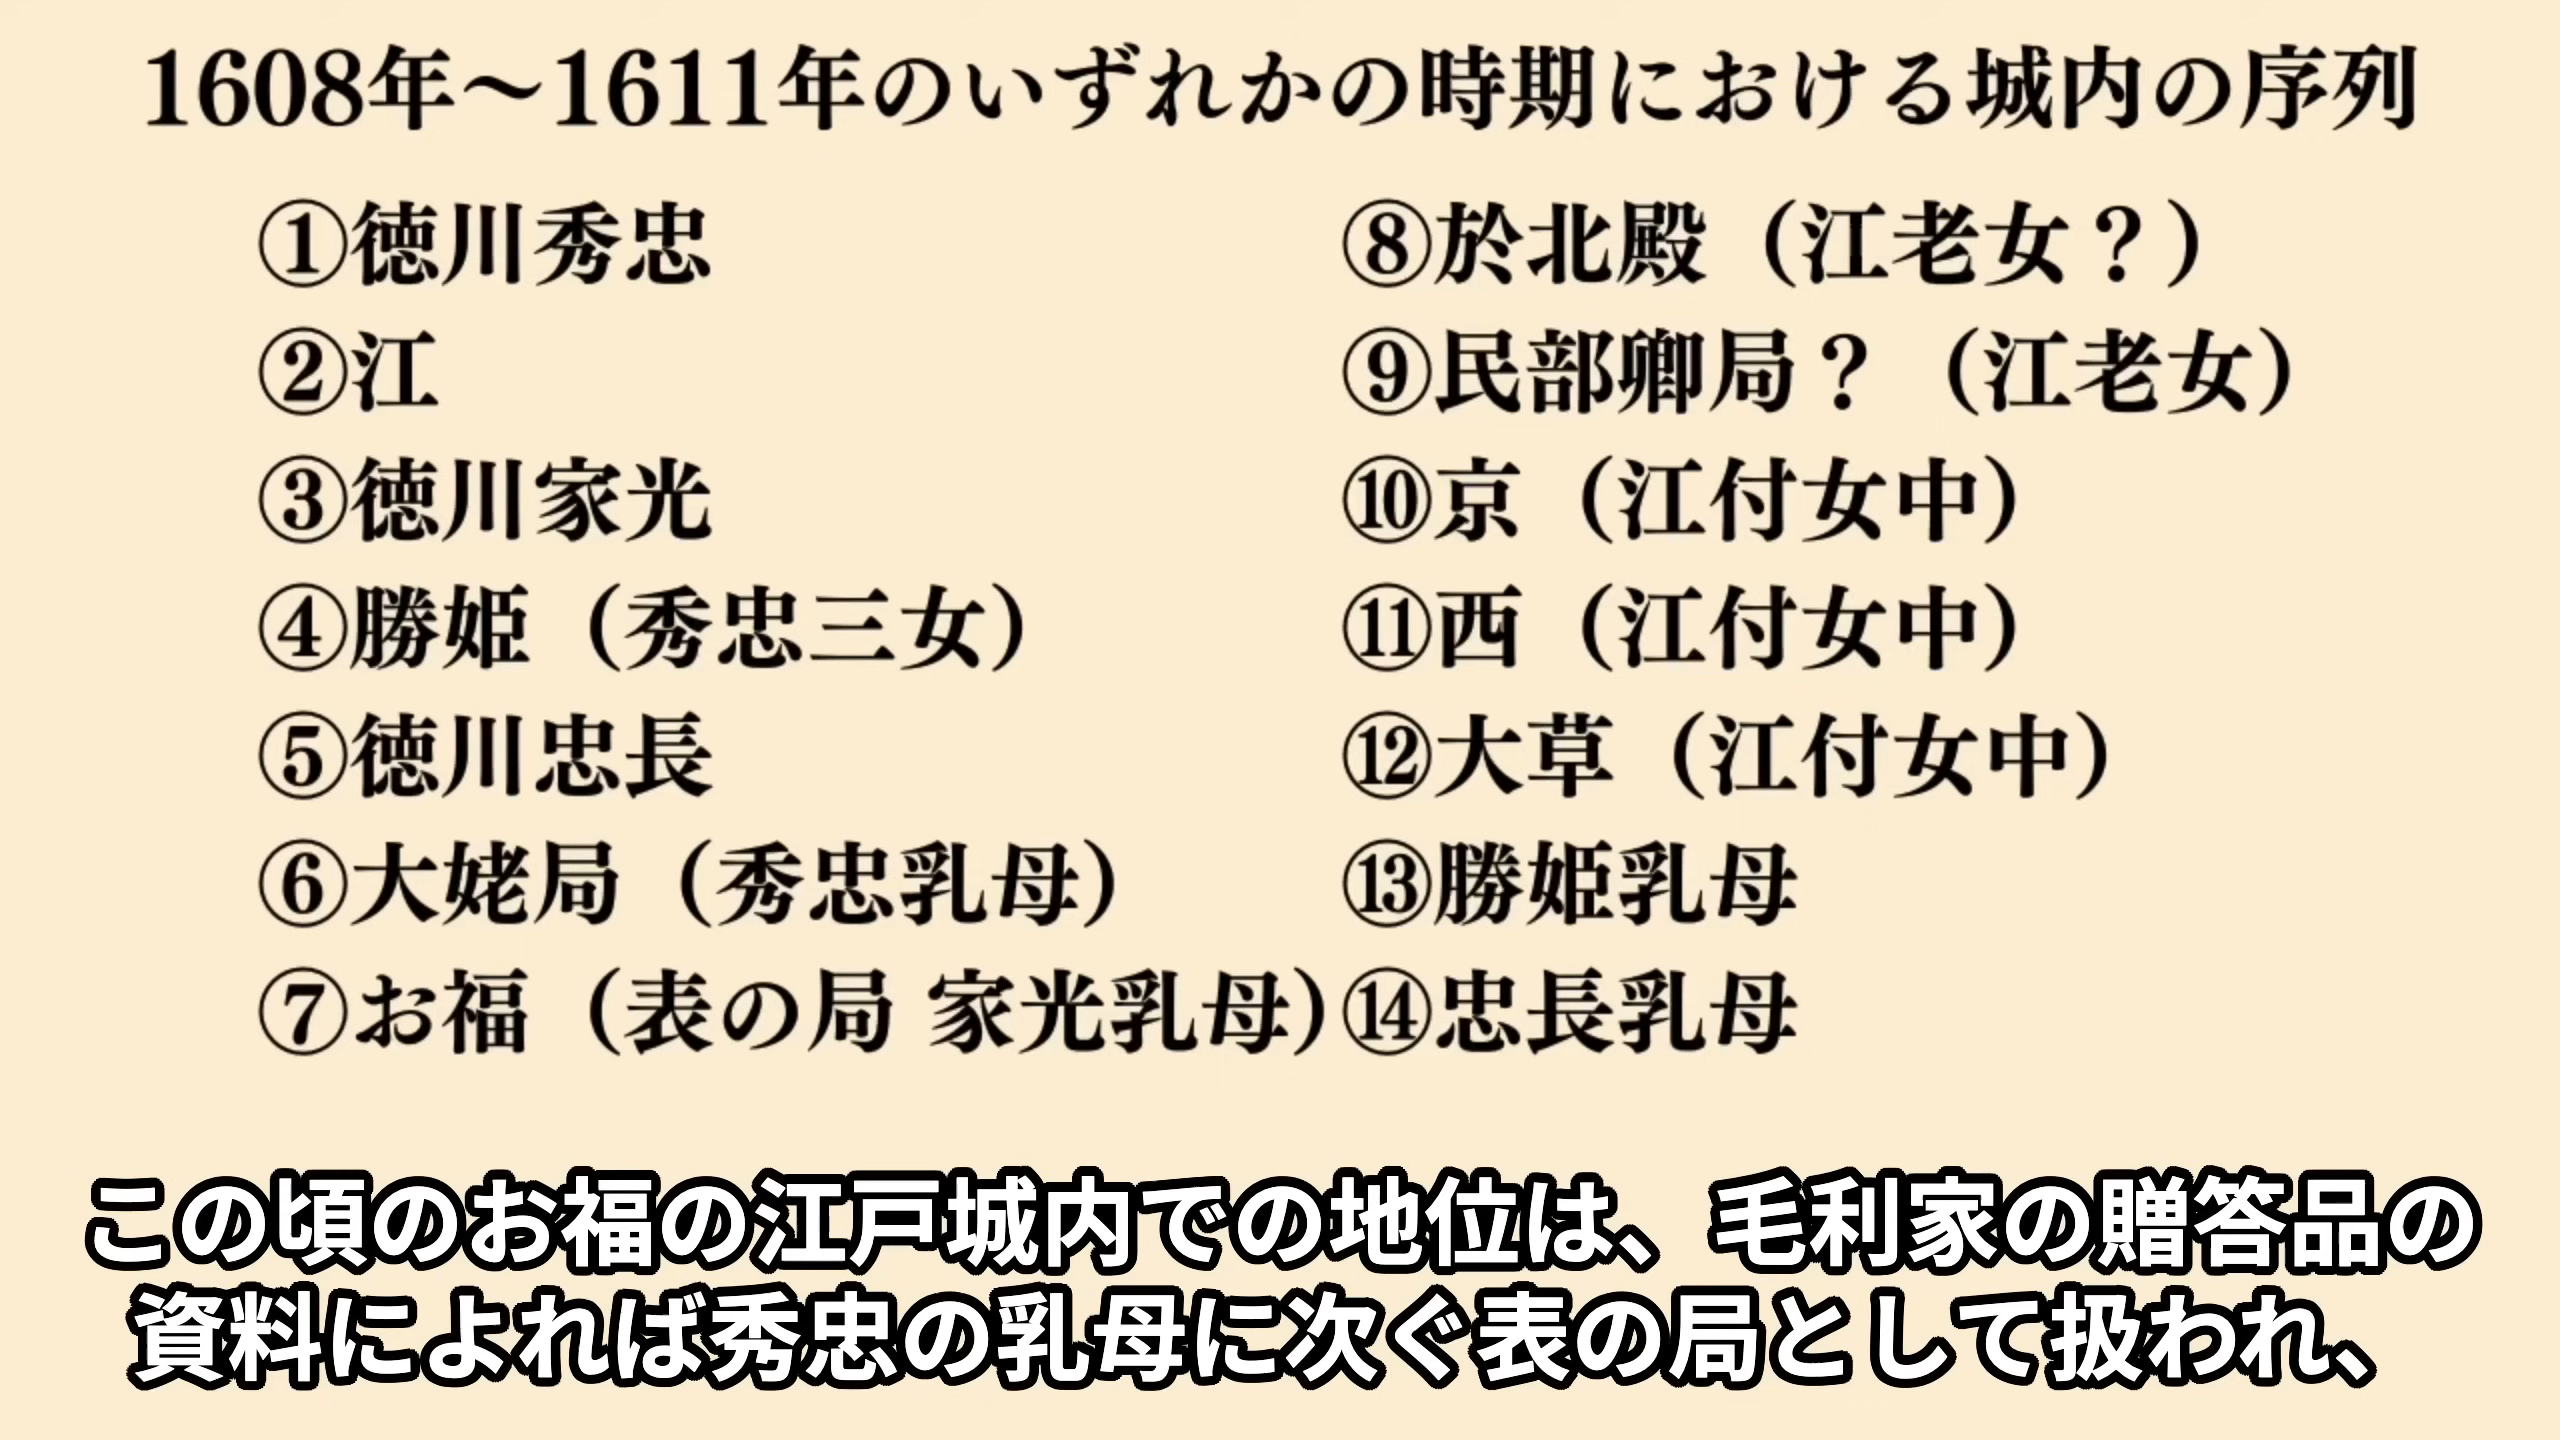 1608年〜1611年のいずれかの時期における城内の序列
①徳川秀忠
②江
③徳川家光
④勝姫（秀忠三女）
⑤徳川忠長
⑥大姥局（秀忠乳母）
⑦お福（表の局 家光乳母）
⑧於北殿（江老女？）
⑨民部卿局？（江老女）
⑩京（江付女中）
⑪西（江付女中）
⑫大草（江付女中）
⑬勝姫乳母
⑭忠長乳母
この頃のお福の江戸城内での地位は、毛利家の贈答品の
資料によれば秀忠の乳母に次ぐ表の局として扱われ、